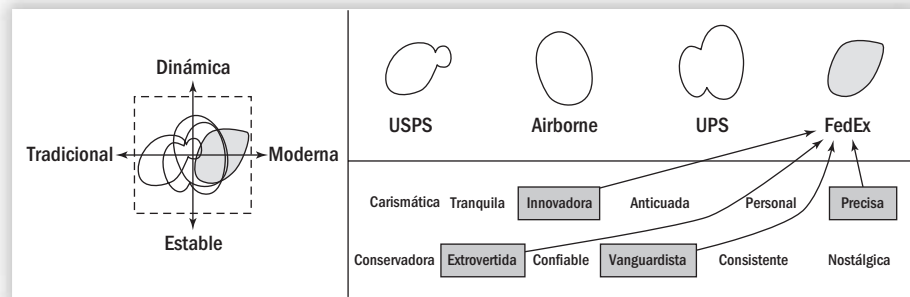 Dinámica
Tradicional
Moderna
Estable
USPS Airborne UPS FedEx
Carismática Tranquila Innovadora Anticuada Personal Precisa
Conservadora Extrovertida Confiable Vanguardista Consistente Nostálgica